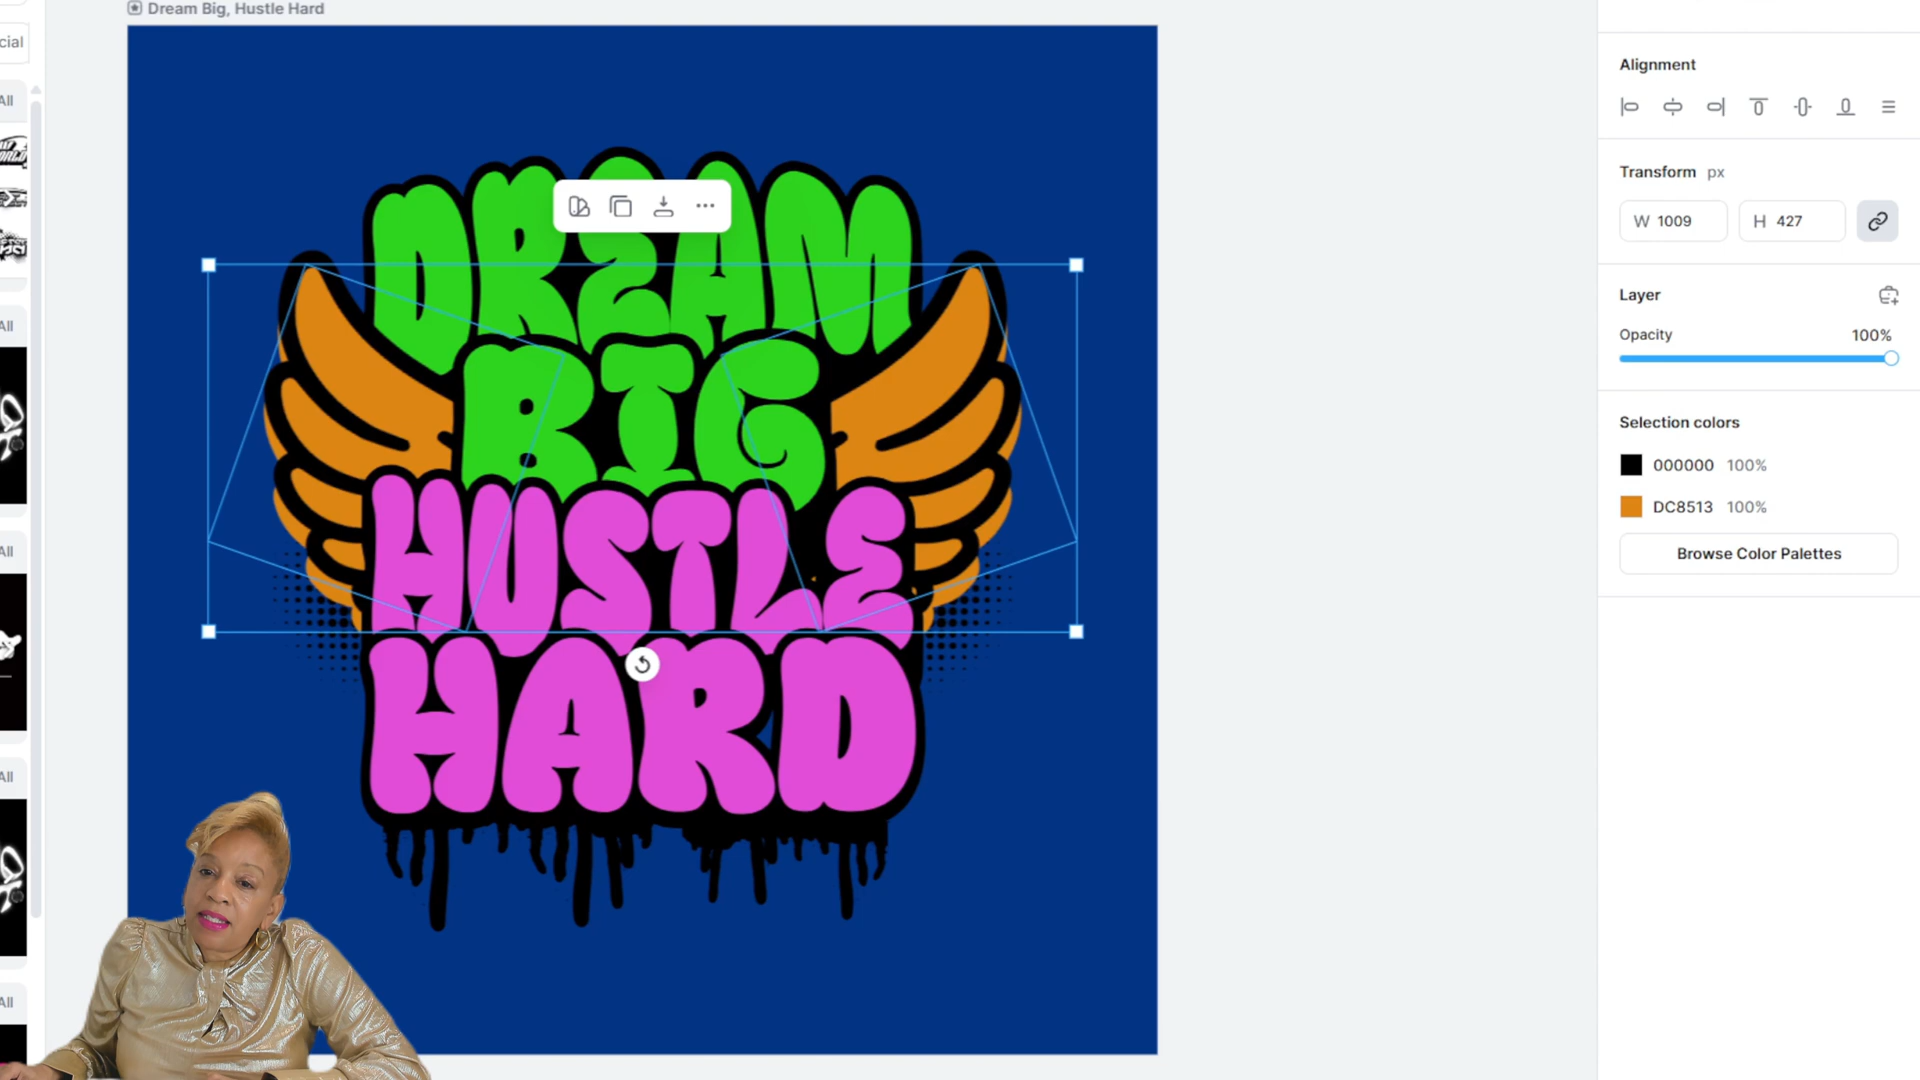 Dream Big, Hustle Hard
cial
All
All
All
All
All
DREAM
BIG
HUSTLE
HARD
Alignment
Transform px
W 1009 H 427
Layer
Opacity 100%
Selection colors
000000 100%
DC8513 100%
Browse Color Palettes